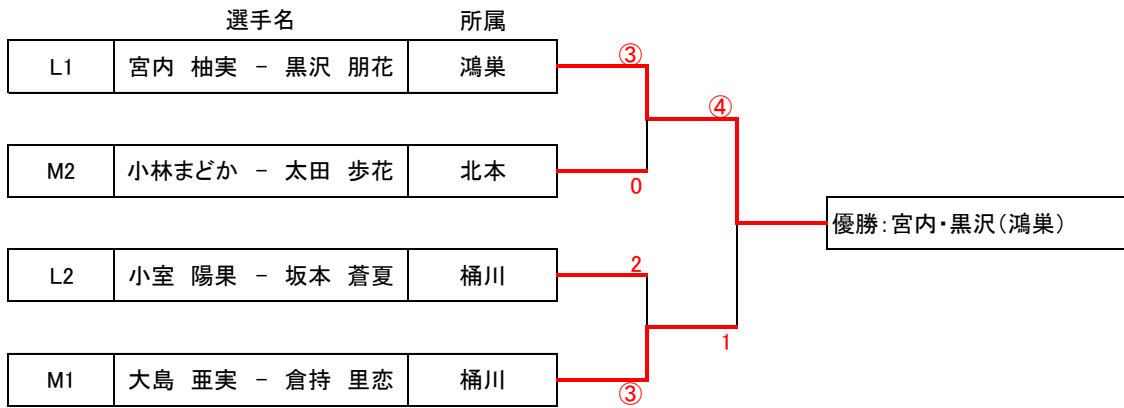 選手名 所属
L1 宮内 柚実 － 黒沢 朋花 鴻巣 ③
④
M2 小林まどか － 太田 歩花 北本 0
優勝：宮内・黒沢（鴻巣）
L2 小室 陽果 － 坂本 蒼夏 桶川 2
1
M1 大島 亜実 － 倉持 里恋 桶川 ③